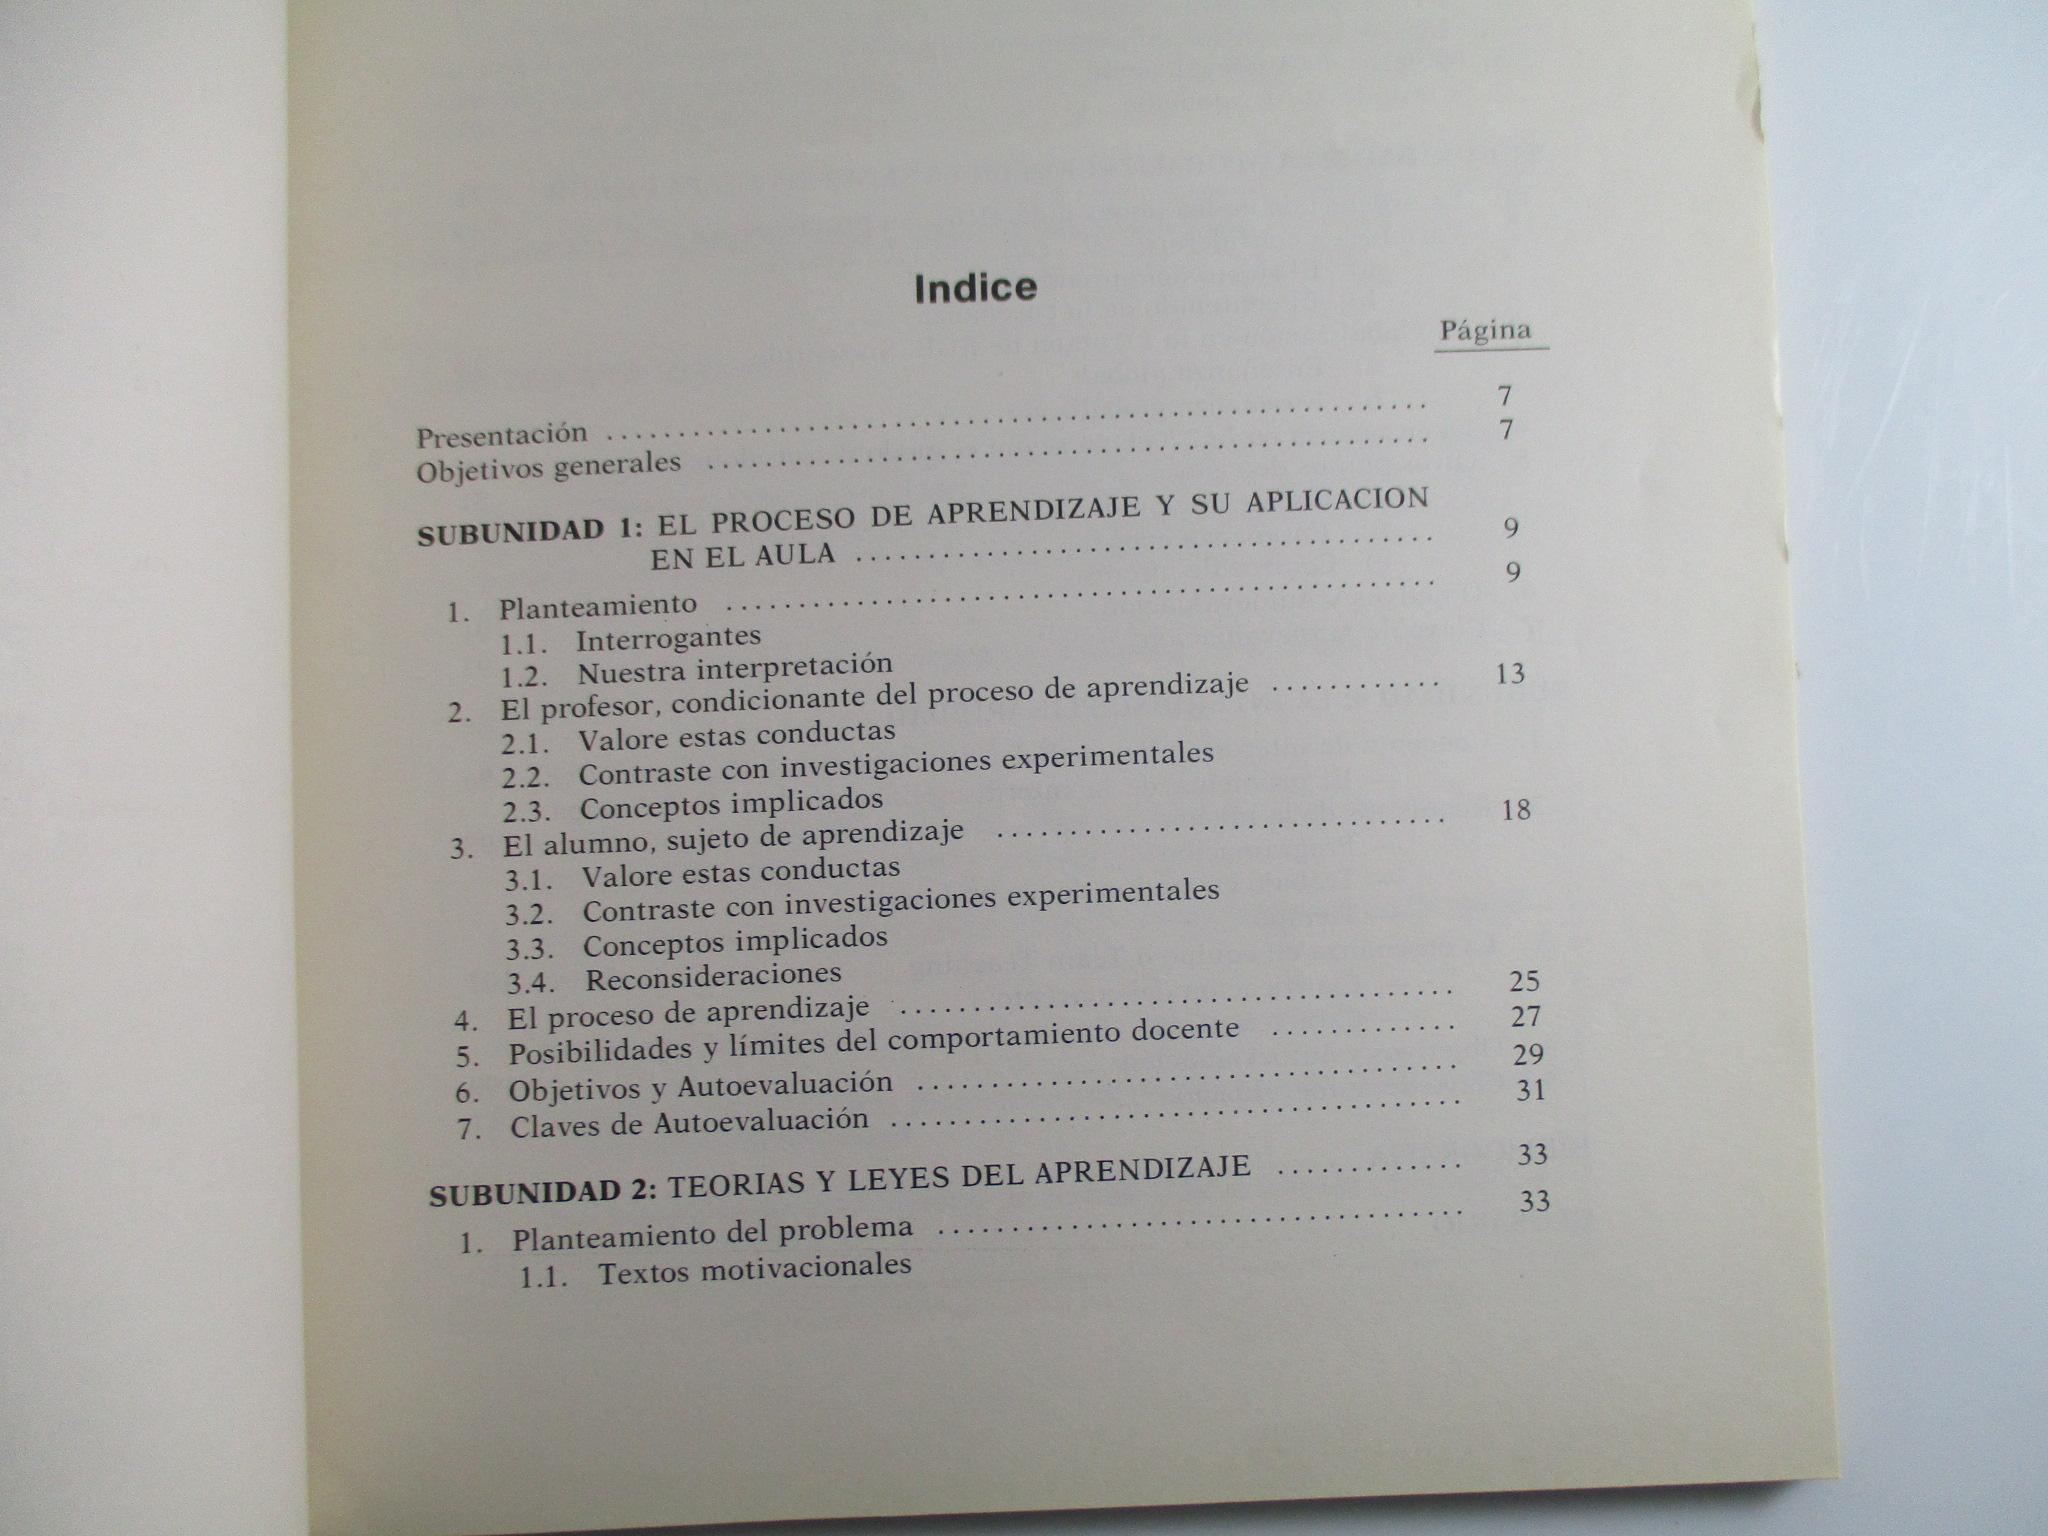 Indice
Página
Presentación ........................................................ 7
Objetivos generales ................................................ 7
SUBUNIDAD 1: EL PROCESO DE APRENDIZAJE Y SU APLICACION
EN EL AULA ........................................ 9
1. Planteamiento ................................................ 9
1.1. Interrogantes
1.2. Nuestra interpretación
2. El profesor, condicionante del proceso de aprendizaje ............ 13
2.1. Valore estas conductas
2.2. Contraste con investigaciones experimentales
2.3. Conceptos implicados
3. El alumno, sujeto de aprendizaje ............................... 18
3.1. Valore estas conductas
3.2. Contraste con investigaciones experimentales
3.3. Conceptos implicados
3.4. Reconsideraciones
4. El proceso de aprendizaje ...................................... 25
5. Posibilidades y límites del comportamiento docente ............. 27
6. Objetivos y Autoevaluación ..................................... 29
7. Claves de Autoevaluación ....................................... 31
SUBUNIDAD 2: TEORIAS Y LEYES DEL APRENDIZAJE ............. 33
1. Planteamiento del problema .................................... 33
1.1. Textos motivacionales